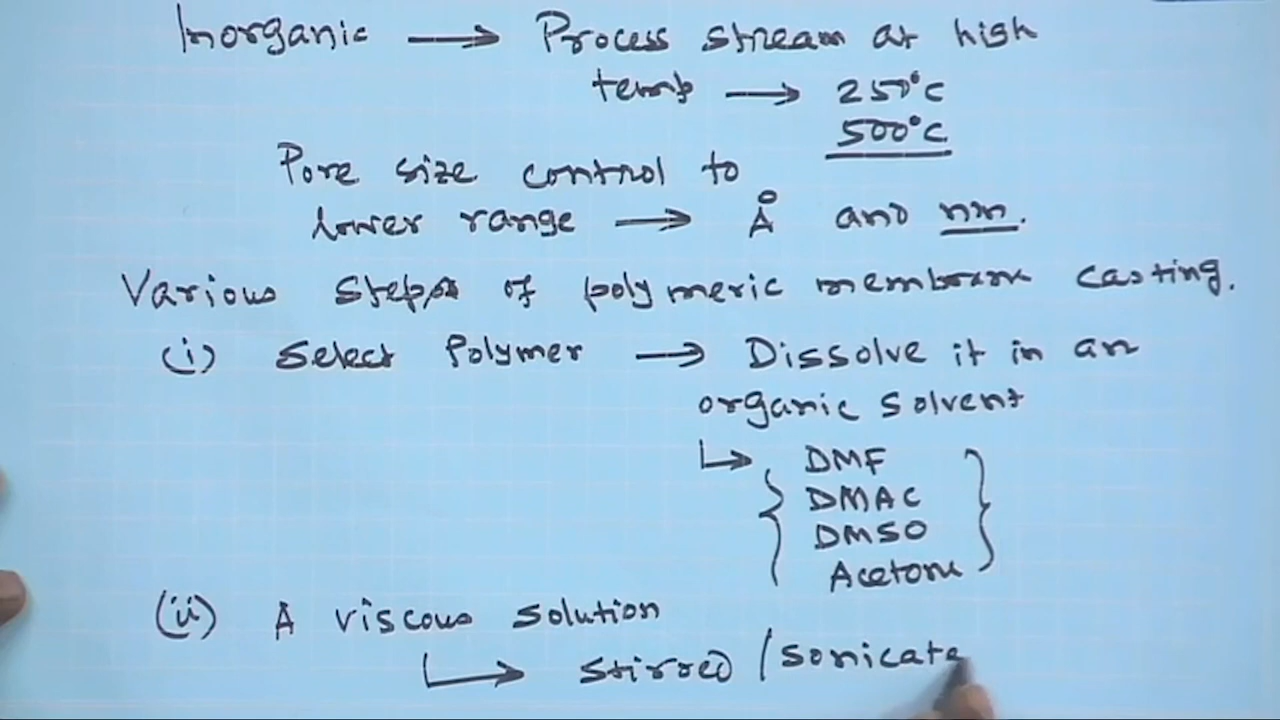 Inorganic → Process stream at high
temp → 250°C
500°C.
Pore size control to
lower range → Å and nm.
Various steps of polymeric membrane casting.
(i) Select Polymer → Dissolve it in an
organic solvent
↳ DMF
DMAC
DMSO
Acetone
(ii) A viscous solution
↳ stirred / sonicate